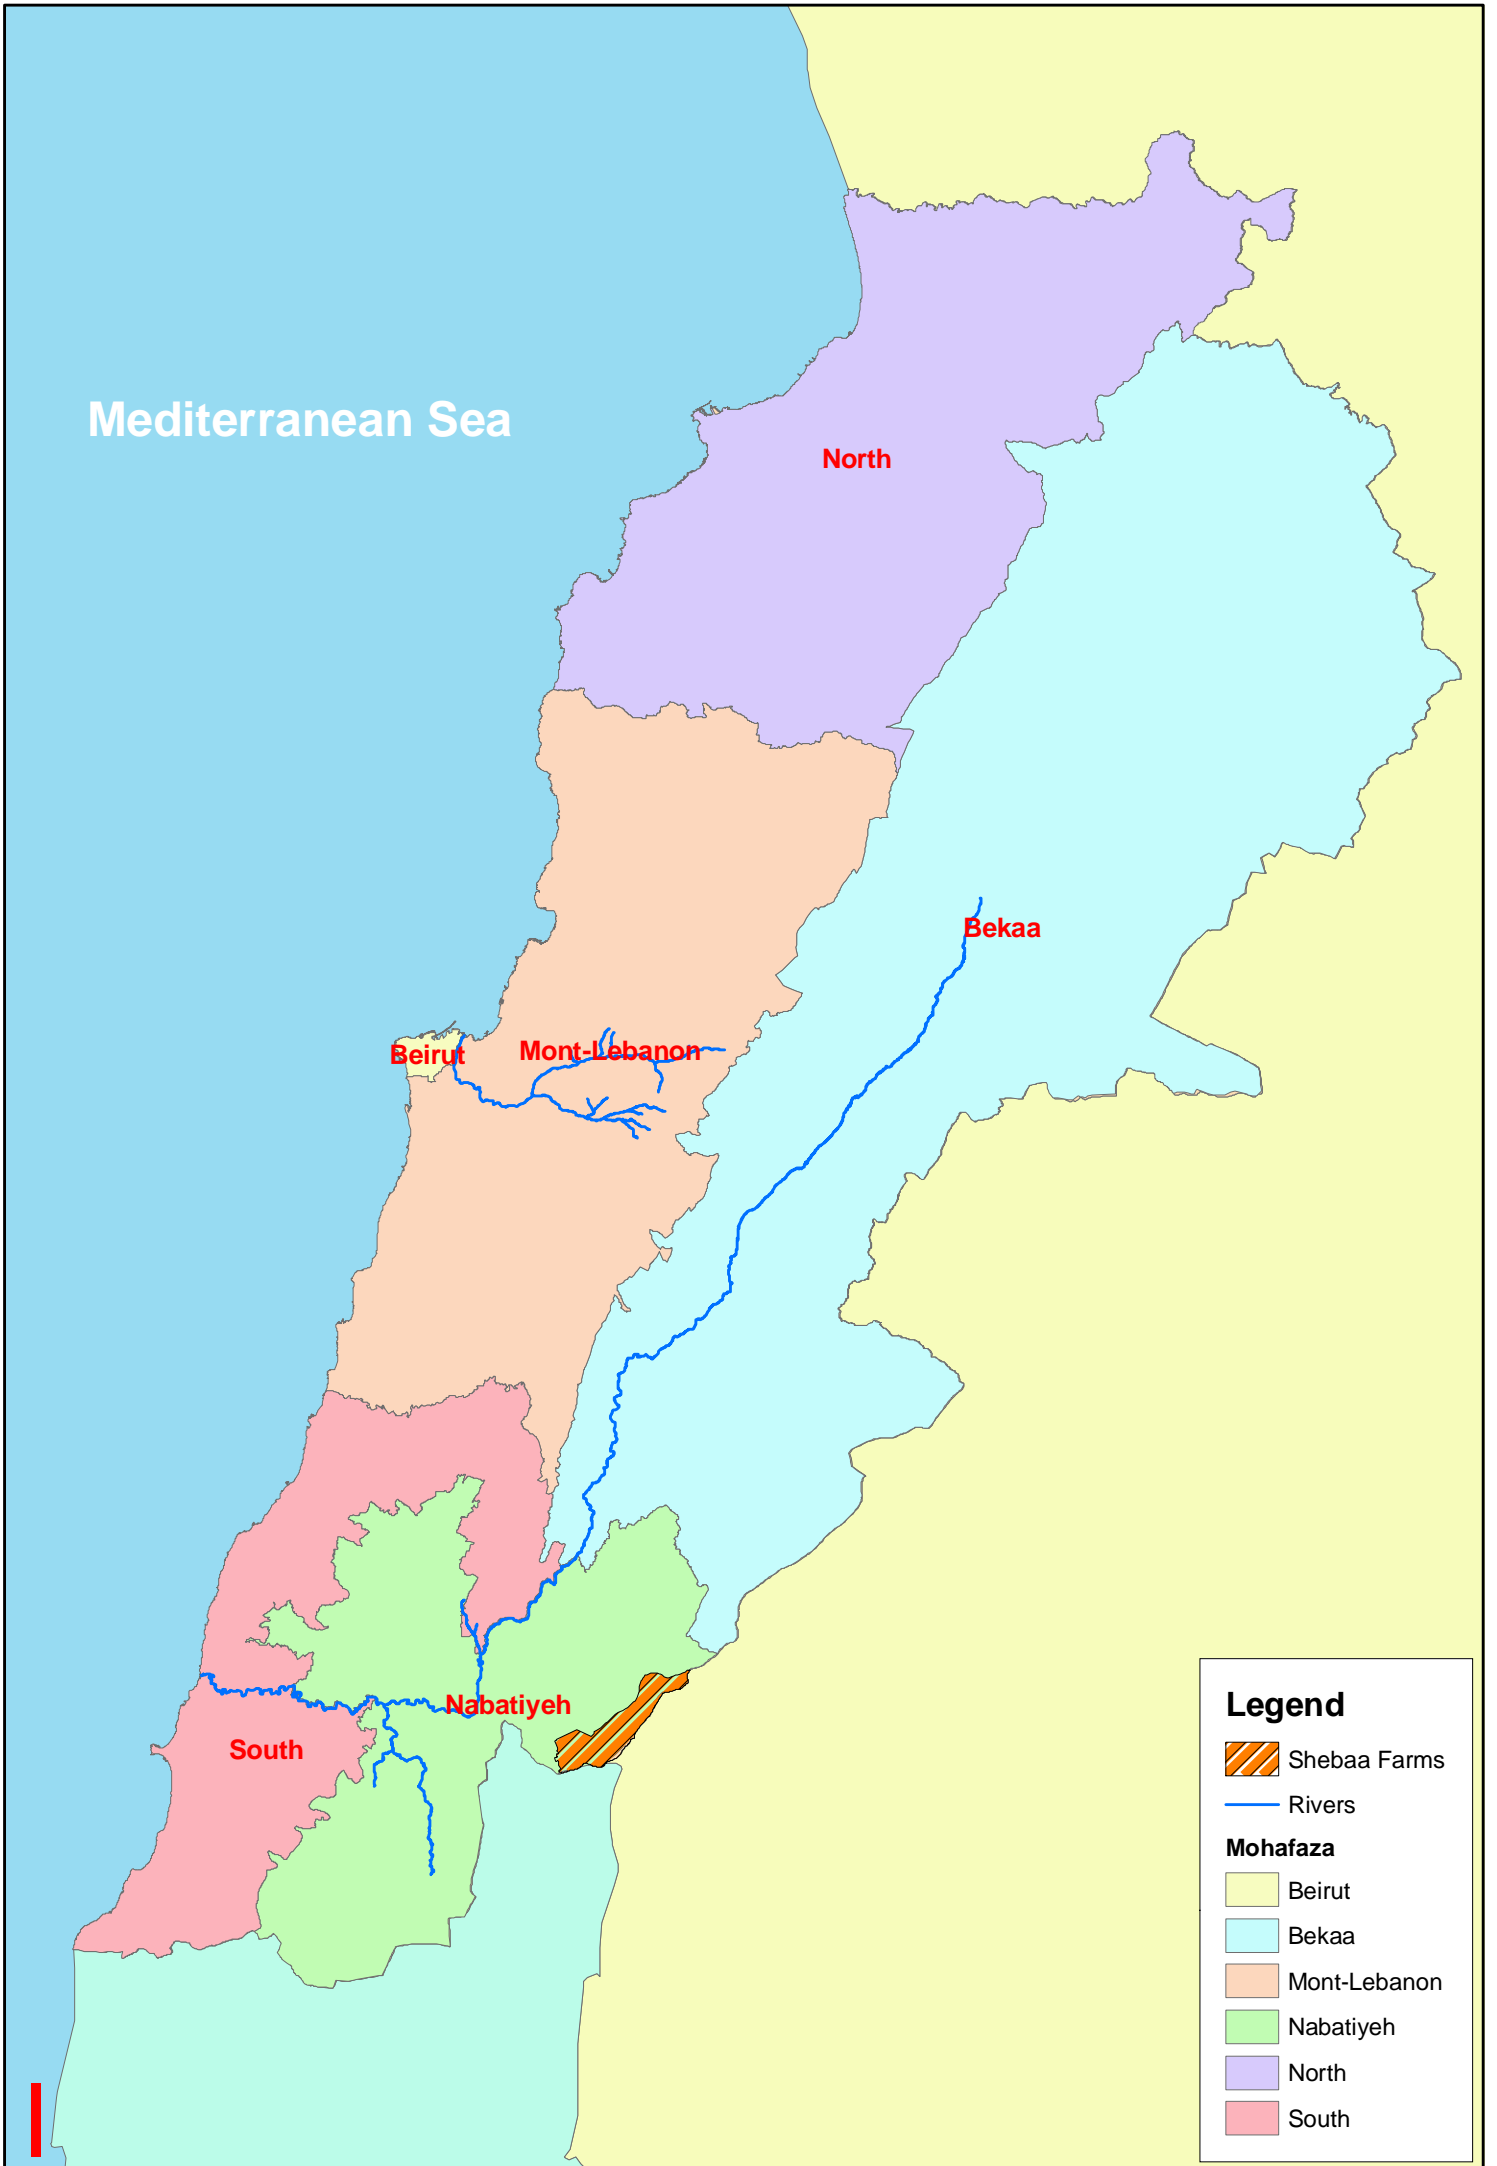 Mediterranean Sea
North
Bekaa
Beirut
Mont-Lebanon
Nabatiyeh
South
Legend
Shebaa Farms
Rivers
Mohafaza
Beirut
Bekaa
Mont-Lebanon
Nabatiyeh
North
South